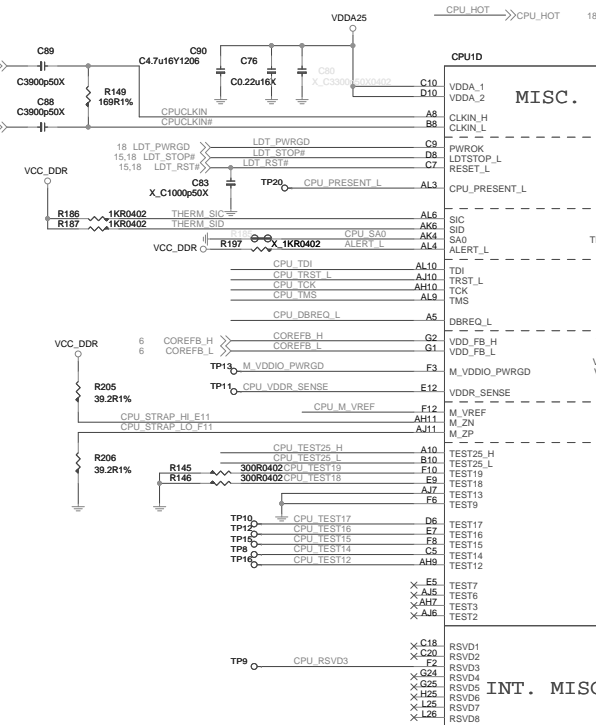 CPU_HOT CPU_HOT 18
VDDA25
C89 C90 CPU1D
C3900p50X C4.7u16Y1206 C76 C80
C0.22u16X X_C3300p50X0402
R149 C10 VDDA_1
169R1% D10 VDDA_2 MISC.
C88
C3900p50X
CPUCLKIN A8 CLKIN_H
CPUCLKIN# B8 CLKIN_L
18 LDT_PWRGD LDT_PWRGD C9 PWROK
15,18 LDT_STOP# LDT_STOP# D8 LDTSTOP_L
15,18 LDT_RST# LDT_RST# C7 RESET_L
VCC_DDR
C83 TP20 CPU_PRESENT_L AL3 CPU_PRESENT_L
X_C1000p50X
R186 1KR0402 THERM_SIC AL6 SIC
R187 1KR0402 THERM_SID AK6 SID
CPU_SA0 AK4 SA0
VCC_DDR R197 X_1KR0402 ALERT_L AL4 ALERT_L
CPU_TDI AL10 TDI
CPU_TRST_L AJ10 TRST_L
CPU_TCK AH10 TCK
CPU_TMS AL9 TMS
CPU_DBREQ_L A5 DBREQ_L
VCC_DDR
6 COREFB_H COREFB_H G2 VDD_FB_H
6 COREFB_L COREFB_L G1 VDD_FB_L
TP13 M_VDDIO_PWRGD F3 M_VDDIO_PWRGD
R205 TP11 CPU_VDDR_SENSE E12 VDDR_SENSE
39.2R1%
CPU_M_VREF F12 M_VREF
CPU_STRAP_HI_E11 AH11 M_ZN
CPU_STRAP_LO_F11 AJ11 M_ZP
R206 CPU_TEST25_H A10 TEST25_H
39.2R1% CPU_TEST25_L B10 TEST25_L
R145 300R0402 CPU_TEST19 F10 TEST19
R146 300R0402 CPU_TEST18 E9 TEST18
AJ7 TEST13
F6 TEST9
TP10 CPU_TEST17 D6 TEST17
TP12 CPU_TEST16 E7 TEST16
TP15 CPU_TEST15 F8 TEST15
TP8 CPU_TEST14 C5 TEST14
TP16 CPU_TEST12 AH9 TEST12
E5 TEST7
AJ5 TEST6
AH7 TEST3
AJ6 TEST2
C18 RSVD1
C20 RSVD2
TP9 CPU_RSVD3 F2 RSVD3
G24 RSVD4
G25 RSVD5 INT. MISC
H25 RSVD6
L25 RSVD7
L26 RSVD8